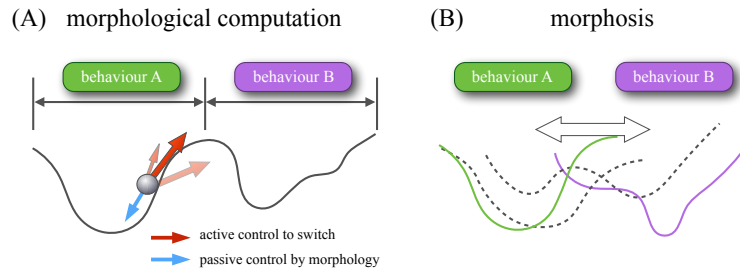 (A) morphological computation
behaviour A
behaviour B
active control to switch
passive control by morphology
(B) morphosis
behaviour A
behaviour B